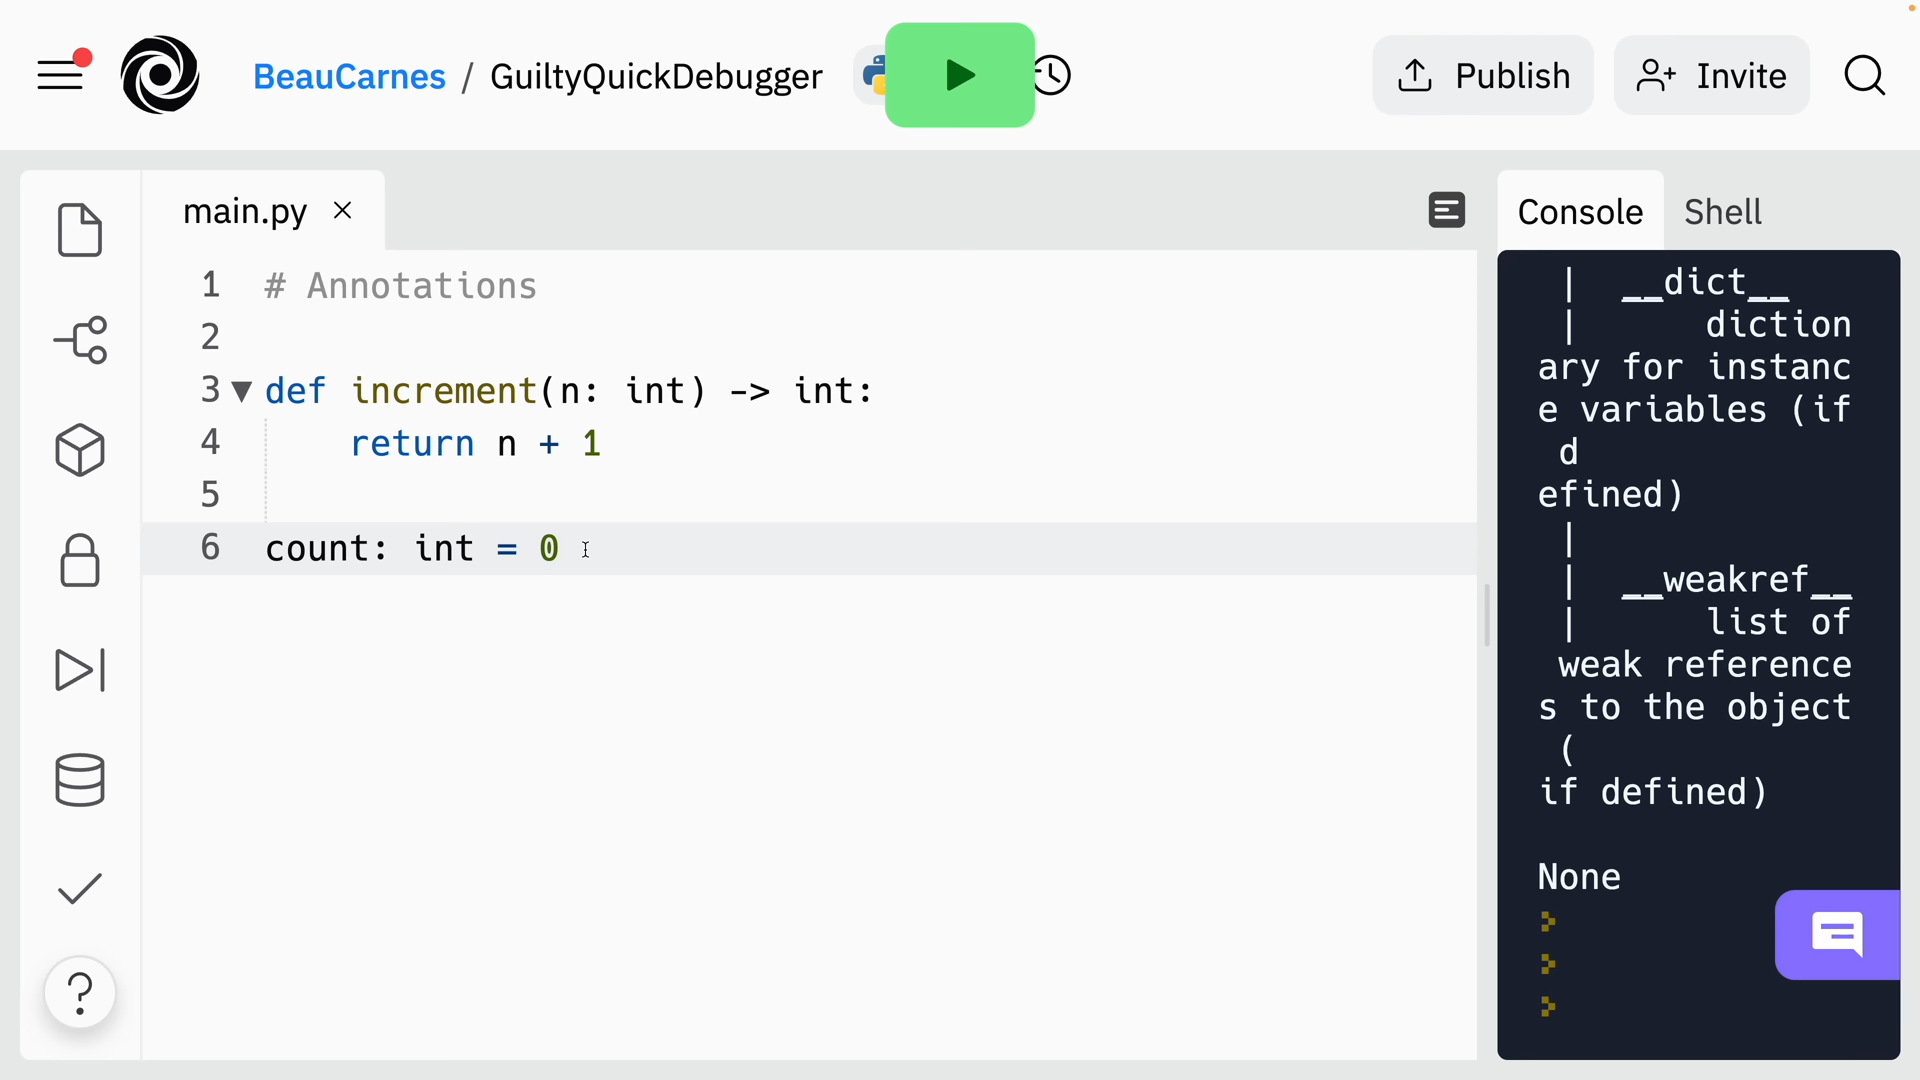 BeauCarnes / GuiltyQuickDebugger
Publish
Invite
main.py
1 # Annotations
2
3 def increment(n: int) -> int:
4     return n + 1
5
6 count: int = 0
Console Shell
|  __dict__
|      diction
ary for instanc
e variables (if
 d
efined)
|
|  __weakref__
|      list of
 weak reference
s to the object
 (
if defined)
None
?